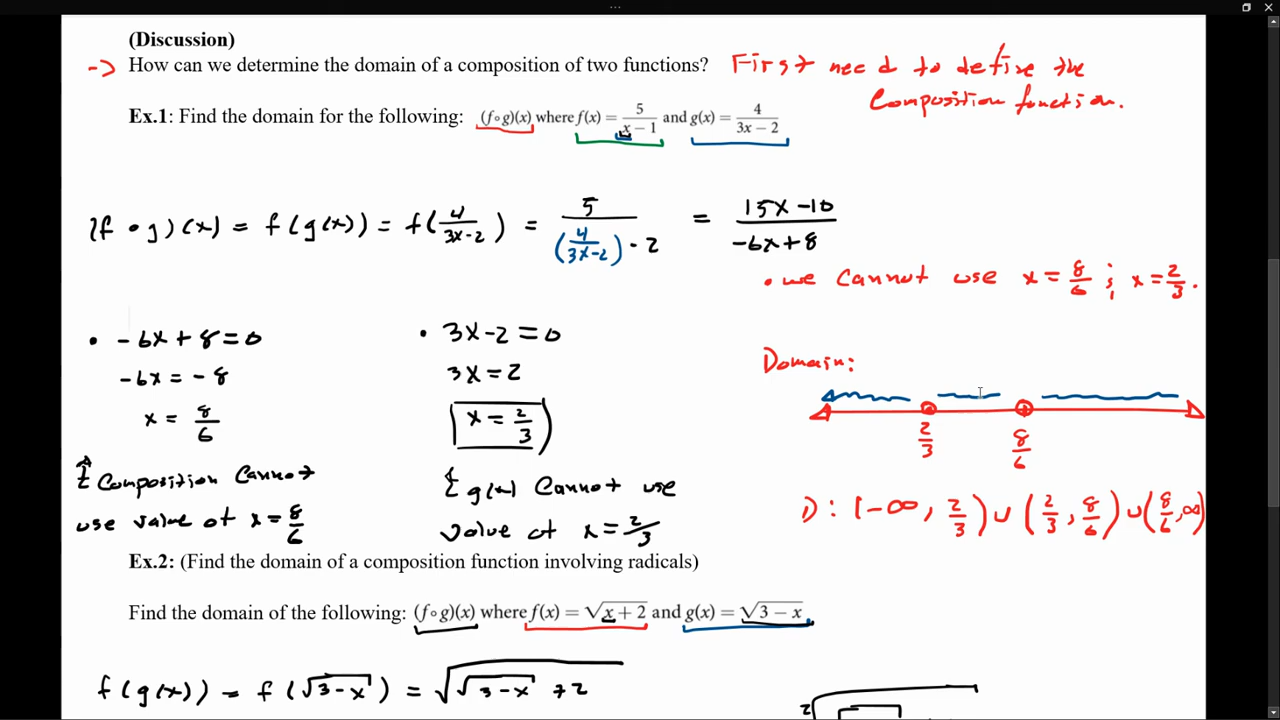 (Discussion)
-> How can we determine the domain of a composition of two functions? First need to define the
Composition function.
Ex.1: Find the domain for the following: (f∘g)(x) where f(x) = 5/(x − 1) and g(x) = 4/(3x − 2)
(f ∘ g)(x) = f(g(x)) = f(4/(3x-2)) = 5/((4/(3x-2)) - 2) = (15x -10)/(-6x + 8)
• we cannot use x = 8/6 ; x = 2/3.
• -6x + 8 = 0
-6x = -8
x = 8/6
Composition Cannot
use value at x = 8/6
• 3x-2 = 0
3x = 2
x = 2/3
g(x) Cannot use
value at x = 2/3
Domain:
2/3 8/6
D: (-∞, 2/3) ∪ (2/3, 8/6) ∪ (8/6, ∞)
Ex.2: (Find the domain of a composition function involving radicals)
Find the domain of the following: (f∘g)(x) where f(x) = √(x + 2) and g(x) = √(3 − x)
f(g(x)) = f(√(3-x)) = √(√(3-x) + 2)
2